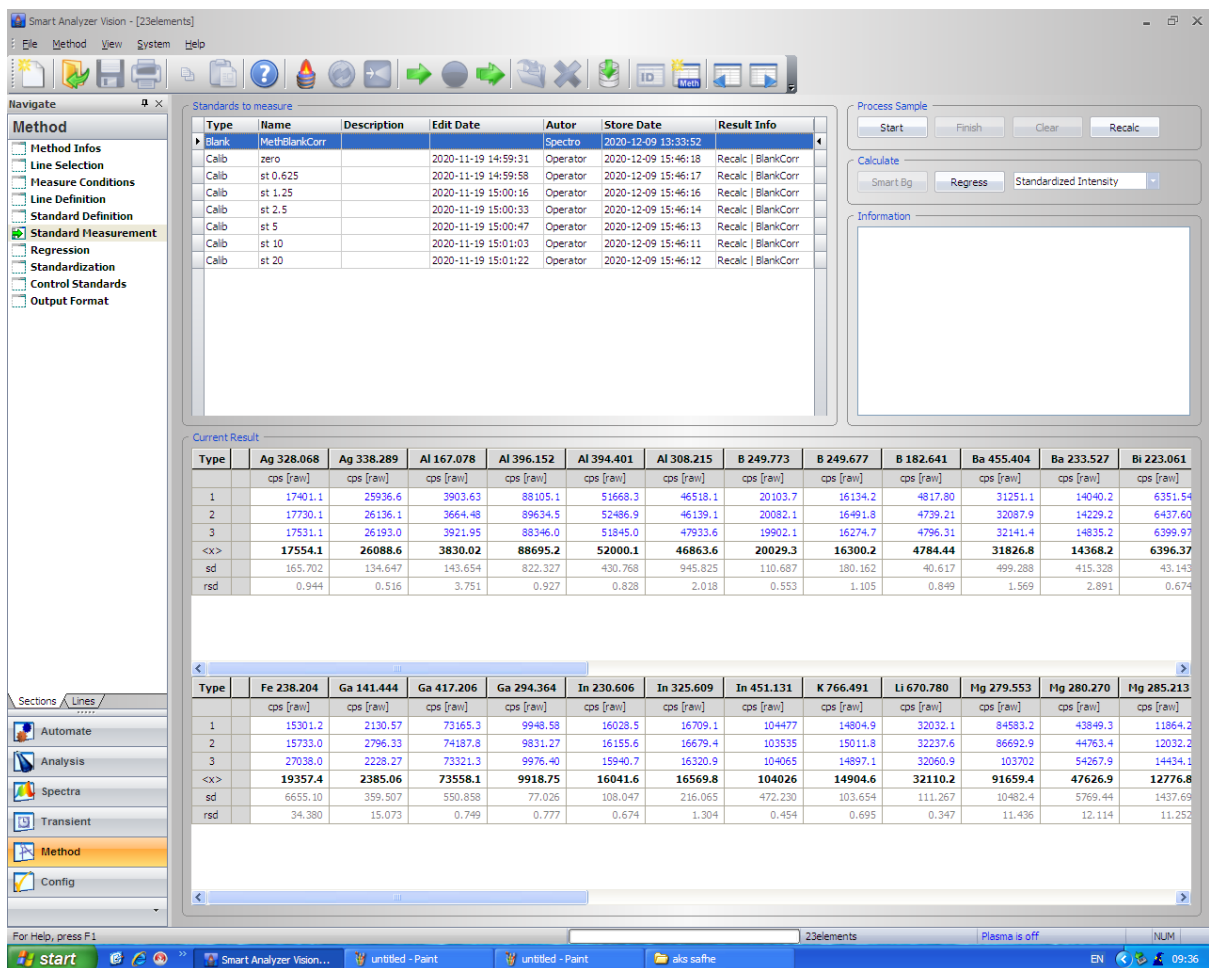 Smart Analyzer Vision - [23elements]
File Method View System Help
ID Meth
Navigate
Method
Method Infos
Line Selection
Measure Conditions
Line Definition
Standard Definition
Standard Measurement
Regression
Standardization
Control Standards
Output Format
Sections Lines
Automate
Analysis
Spectra
Transient
Method
Config
Standards to measure
Type Name Description Edit Date Autor Store Date Result Info
Blank MethBlankCorr Spectro 2020-12-09 13:33:52
Calib zero 2020-11-19 14:59:31 Operator 2020-12-09 15:46:18 Recalc | BlankCorr
Calib st 0.625 2020-11-19 14:59:58 Operator 2020-12-09 15:46:17 Recalc | BlankCorr
Calib st 1.25 2020-11-19 15:00:16 Operator 2020-12-09 15:46:16 Recalc | BlankCorr
Calib st 2.5 2020-11-19 15:00:33 Operator 2020-12-09 15:46:14 Recalc | BlankCorr
Calib st 5 2020-11-19 15:00:47 Operator 2020-12-09 15:46:13 Recalc | BlankCorr
Calib st 10 2020-11-19 15:01:03 Operator 2020-12-09 15:46:11 Recalc | BlankCorr
Calib st 20 2020-11-19 15:01:22 Operator 2020-12-09 15:46:12 Recalc | BlankCorr
Process Sample
Start Finish Clear Recalc
Calculate
Smart Bg Regress Standardized Intensity
Information
Current Result
Type Ag 328.068 Ag 338.289 Al 167.078 Al 396.152 Al 394.401 Al 308.215 B 249.773 B 249.677 B 182.641 Ba 455.404 Ba 233.527 Bi 223.061
cps [raw] cps [raw] cps [raw] cps [raw] cps [raw] cps [raw] cps [raw] cps [raw] cps [raw] cps [raw] cps [raw] cps [raw]
1 17401.1 25936.6 3903.63 88105.1 51668.3 46518.1 20103.7 16134.2 4817.80 31251.1 14040.2 6351.54
2 17730.1 26136.1 3664.48 89634.5 52486.9 46139.1 20082.1 16491.8 4739.21 32087.9 14229.2 6437.60
3 17531.1 26193.0 3921.95 88346.0 51845.0 47933.6 19902.1 16274.7 4796.31 32141.4 14835.2 6399.97
<x> 17554.1 26088.6 3830.02 88695.2 52000.1 46863.6 20029.3 16300.2 4784.44 31826.8 14368.2 6396.37
sd 165.702 134.647 143.654 822.327 430.768 945.825 110.687 180.162 40.617 499.288 415.328 43.143
rsd 0.944 0.516 3.751 0.927 0.828 2.018 0.553 1.105 0.849 1.569 2.891 0.674
Type Fe 238.204 Ga 141.444 Ga 417.206 Ga 294.364 In 230.606 In 325.609 In 451.131 K 766.491 Li 670.780 Mg 279.553 Mg 280.270 Mg 285.213
cps [raw] cps [raw] cps [raw] cps [raw] cps [raw] cps [raw] cps [raw] cps [raw] cps [raw] cps [raw] cps [raw] cps [raw]
1 15301.2 2130.57 73165.3 9948.58 16028.5 16709.1 104477 14804.9 32032.1 84583.2 43849.3 11864.2
2 15733.0 2796.33 74187.8 9831.27 16155.6 16679.4 103535 15011.8 32237.6 86692.9 44763.4 12032.2
3 27038.0 2228.27 73321.3 9976.40 15940.7 16320.9 104065 14897.1 32060.9 103702 54267.9 14434.1
<x> 19357.4 2385.06 73558.1 9918.75 16041.6 16569.8 104026 14904.6 32110.2 91659.4 47626.9 12776.8
sd 6655.10 359.507 550.858 77.026 108.047 216.065 472.230 103.654 111.267 10482.4 5769.44 1437.69
rsd 34.380 15.073 0.749 0.777 0.674 1.304 0.454 0.695 0.347 11.436 12.114 11.252
For Help, press F1 23elements Plasma is off NUM
start Smart Analyzer Vision... untitled - Paint untitled - Paint aks safhe EN 09:36